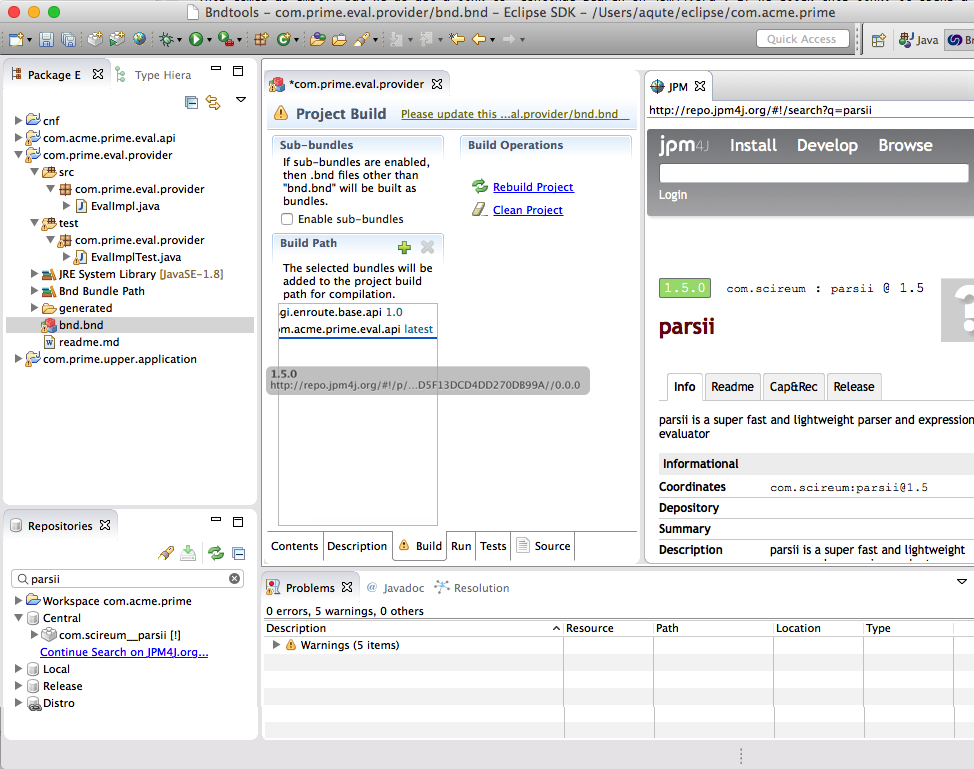 Bndtools – com.prime.eval.provider/bnd.bnd – Eclipse SDK – /Users/aqute/eclipse/com.acme.prime
Quick Access
Java
Package E
Type Hiera
cnf
com.acme.prime.eval.api
com.prime.eval.provider
src
com.prime.eval.provider
EvalImpl.java
test
com.prime.eval.provider
EvalImplTest.java
JRE System Library [JavaSE-1.8]
Bnd Bundle Path
generated
bnd.bnd
readme.md
com.prime.upper.application
Repositories
parsii
Workspace com.acme.prime
Central
com.scireum__parsii [!]
Continue Search on JPM4J.org...
Local
Release
Distro
*com.prime.eval.provider
Project Build
Please update this ...al.provider/bnd.bnd
Sub-bundles
If sub-bundles are enabled,
then .bnd files other than
"bnd.bnd" will be built as
bundles.
Enable sub-bundles
Build Operations
Rebuild Project
Clean Project
Build Path
The selected bundles will be
added to the project build
path for compilation.
gi.enroute.base.api 1.0
om.acme.prime.eval.api latest
1.5.0
http://repo.jpm4j.org/#!/p/...D5F13DCD4DD270DB99A//0.0.0
Contents
Description
Build
Run
Tests
Source
JPM
http://repo.jpm4j.org/#!/search?q=parsii
jpm4J
Install
Develop
Browse
Login
1.5.0
com.scireum : parsii @ 1.5
parsii
Info
Readme
Cap&Rec
Release
parsii is a super fast and lightweight parser and expression
evaluator
Informational
Coordinates com.scireum:parsii@1.5
Depository
Summary
Description parsii is a super fast and lightweight
Problems
Javadoc
Resolution
0 errors, 5 warnings, 0 others
Description Resource Path Location Type
Warnings (5 items)